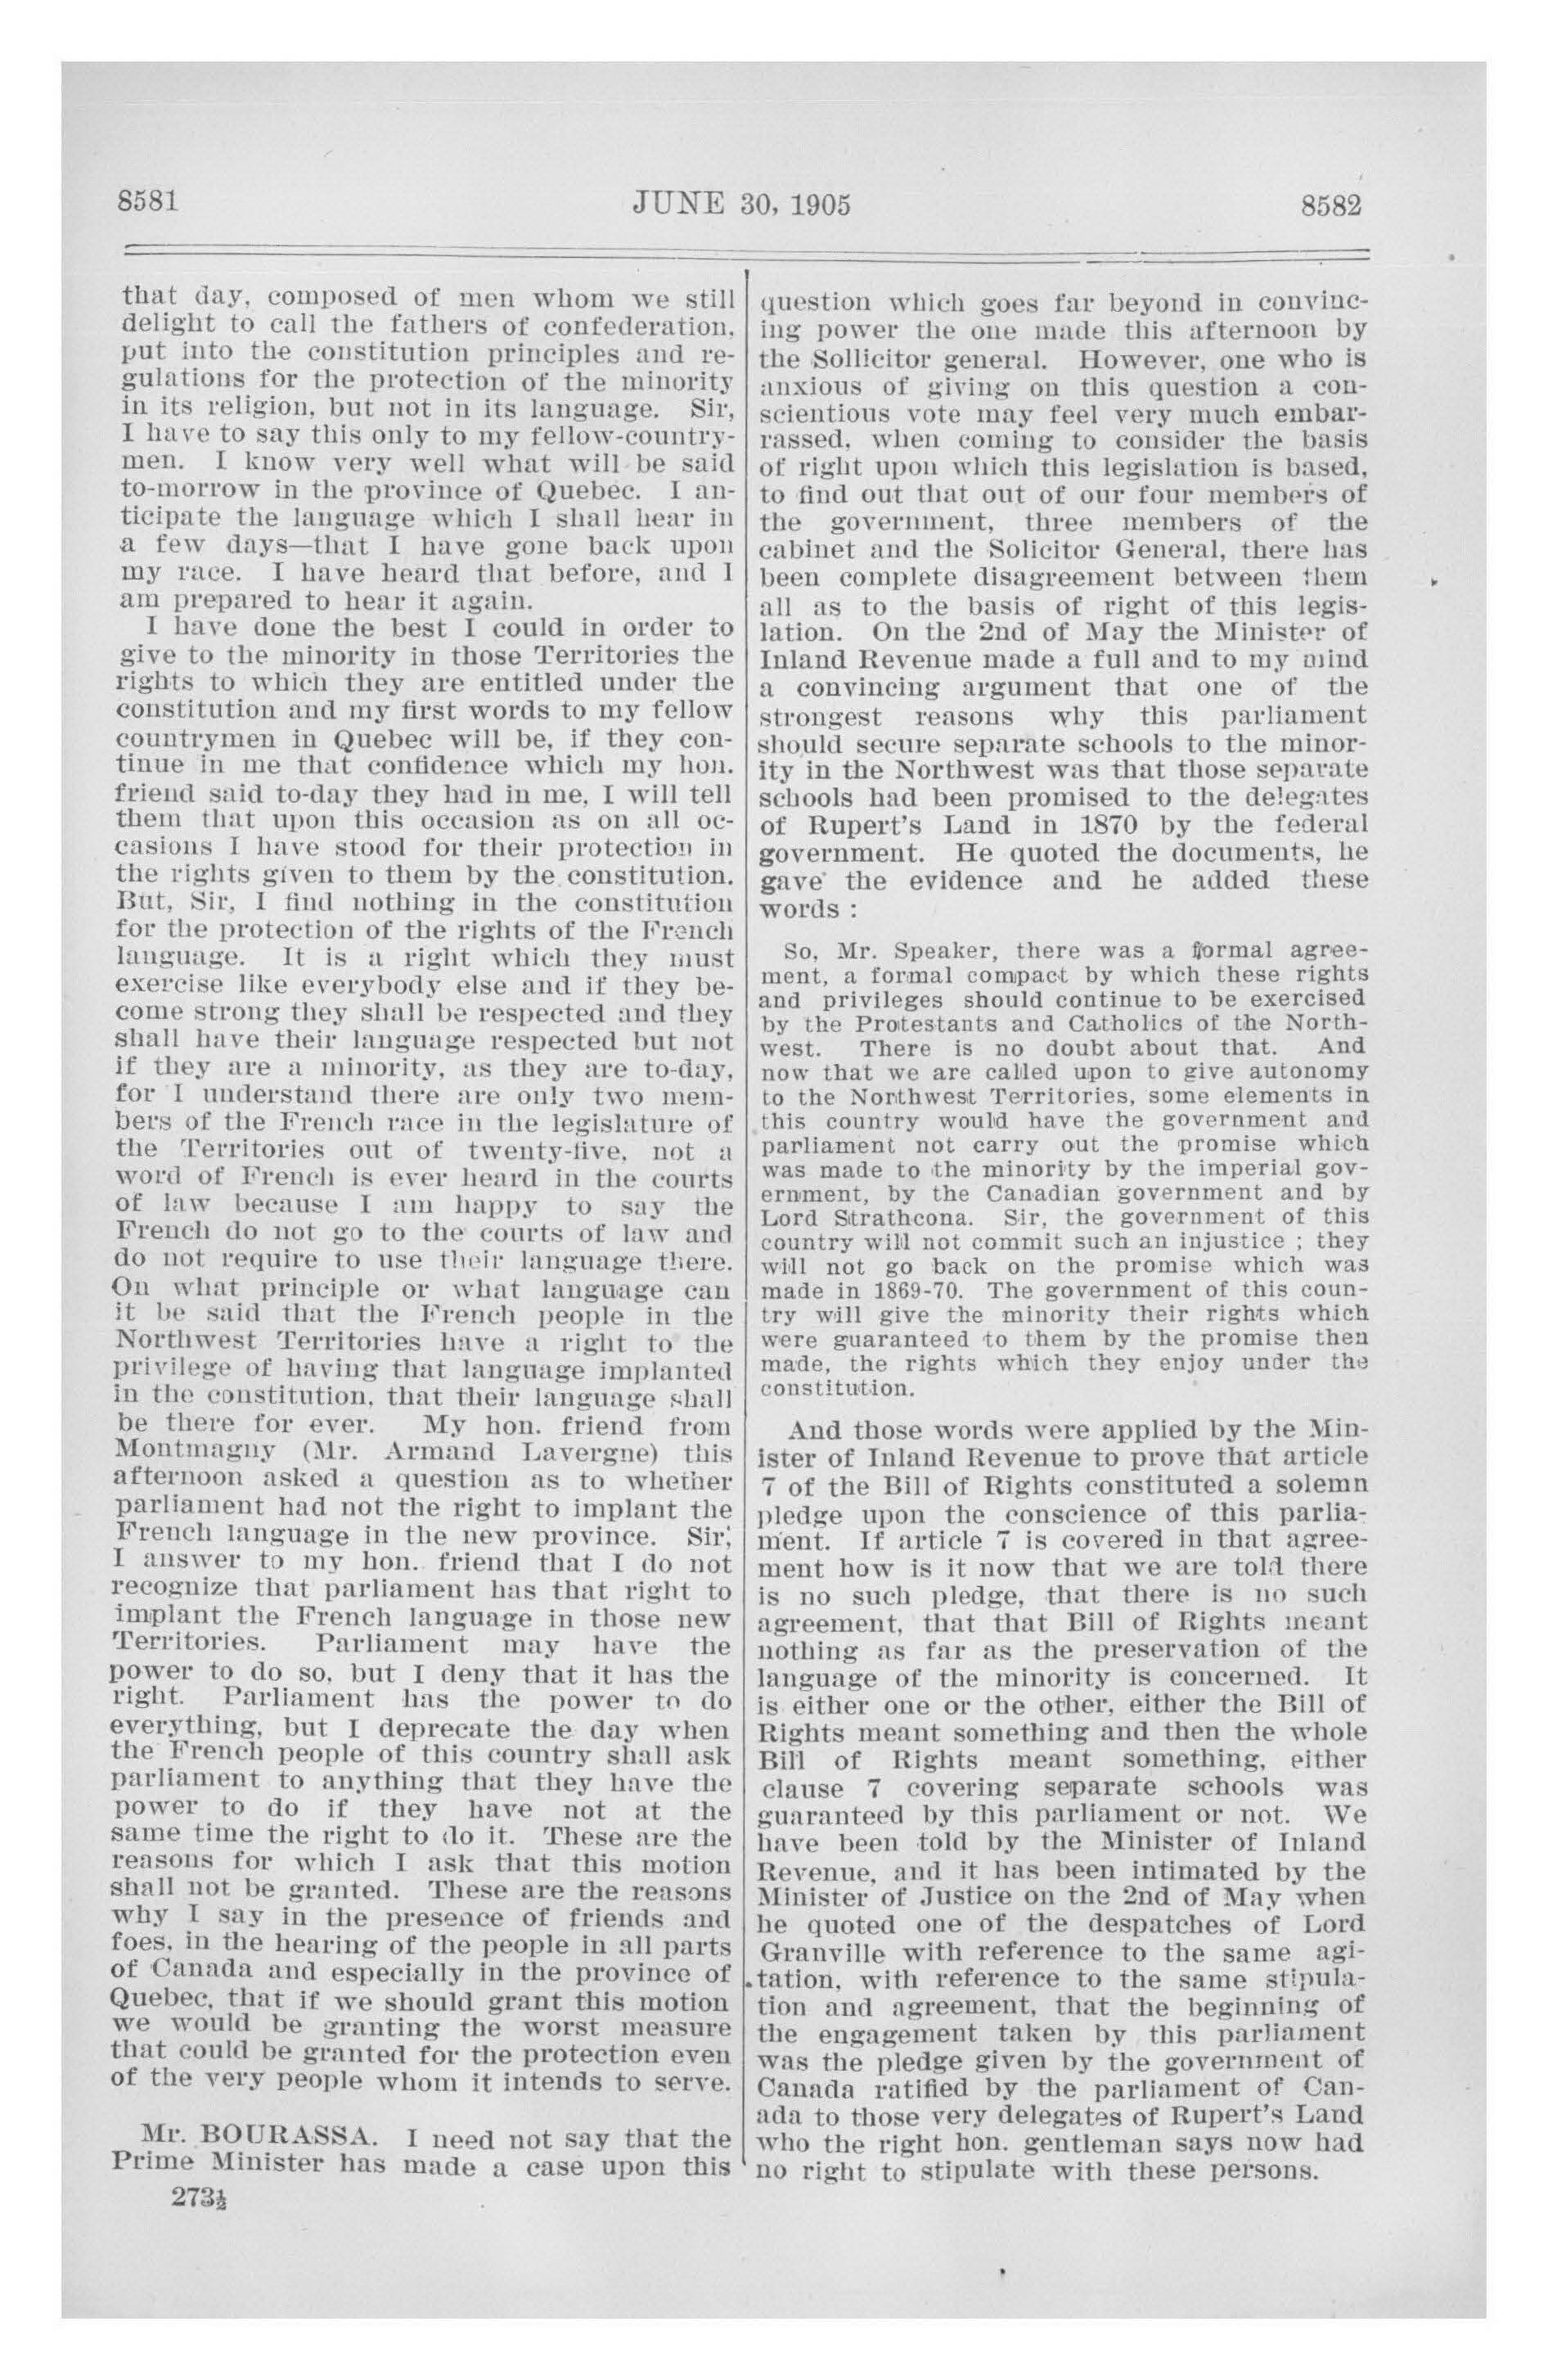 8581
JUNE 30, 1905
8582
that day, composed of men whom we still
delight to call the fathers of confederation,
put into the constitution principles and re-
gulations for the protection of the minority
in its religion, but not in its language. Sir,
I have to say this only to my fellow-country-
men. I know very well what will be said
to-morrow in the province of Quebec. I an-
ticipate the language which I shall hear in
a few days—that I have gone back upon
my race. I have heard that before, and I
am prepared to hear it again.
I have done the best I could in order to
give to the minority in those Territories the
rights to which they are entitled under the
constitution and my first words to my fellow
countrymen in Quebec will be, if they con-
tinue in me that confidence which my hon.
friend said to-day they had in me, I will tell
them that upon this occasion as on all oc-
casions I have stood for their protection in
the rights given to them by the constitution.
But, Sir, I find nothing in the constitution
for the protection of the rights of the French
language. It is a right which they must
exercise like everybody else and if they be-
come strong they shall be respected and they
shall have their language respected but not
if they are a minority, as they are to-day,
for I understand there are only two mem-
bers of the French race in the legislature of
the Territories out of twenty-five, not a
word of French is ever heard in the courts
of law because I am happy to say the
French do not go to the courts of law and
do not require to use their language there.
On what principle or what language can
it be said that the French people in the
Northwest Territories have a right to the
privilege of having that language implanted
in the constitution, that their language shall
be there for ever. My hon. friend from
Montmagny (Mr. Armand Lavergne) this
afternoon asked a question as to whether
parliament had not the right to implant the
French language in the new province. Sir,
I answer to my hon. friend that I do not
recognize that parliament has that right to
implant the French language in those new
Territories. Parliament may have the
power to do so, but I deny that it has the
right. Parliament has the power to do
everything, but I deprecate the day when
the French people of this country shall ask
parliament to anything that they have the
power to do if they have not at the
same time the right to do it. These are the
reasons for which I ask that this motion
shall not be granted. These are the reasons
why I say in the presence of friends and
foes, in the hearing of the people in all parts
of Canada and especially in the province of
Quebec, that if we should grant this motion
we would be granting the worst measure
that could be granted for the protection even
of the very people whom it intends to serve.
Mr. BOURASSA. I need not say that the
Prime Minister has made a case upon this
273½
question which goes far beyond in convinc-
ing power the one made this afternoon by
the Sollicitor general. However, one who is
anxious of giving on this question a con-
scientious vote may feel very much embar-
rassed, when coming to consider the basis
of right upon which this legislation is based,
to find out that out of our four members of
the government, three members of the
cabinet and the Solicitor General, there has
been complete disagreement between them
all as to the basis of right of this legis-
lation. On the 2nd of May the Minister of
Inland Revenue made a full and to my mind
a convincing argument that one of the
strongest reasons why this parliament
should secure separate schools to the minor-
ity in the Northwest was that those separate
schools had been promised to the delegates
of Rupert's Land in 1870 by the federal
government. He quoted the documents, he
gave the evidence and he added these
words :
So, Mr. Speaker, there was a formal agree-
ment, a formal compact by which these rights
and privileges should continue to be exercised
by the Protestants and Catholics of the North-
west. There is no doubt about that. And
now that we are called upon to give autonomy
to the Northwest Territories, some elements in
this country would have the government and
parliament not carry out the promise which
was made to the minority by the imperial gov-
ernment, by the Canadian government and by
Lord Strathcona. Sir, the government of this
country will not commit such an injustice ; they
will not go back on the promise which was
made in 1869-70. The government of this coun-
try will give the minority their rights which
were guaranteed to them by the promise then
made, the rights which they enjoy under the
constitution.
And those words were applied by the Min-
ister of Inland Revenue to prove that article
7 of the Bill of Rights constituted a solemn
pledge upon the conscience of this parlia-
ment. If article 7 is covered in that agree-
ment how is it now that we are told there
is no such pledge, that there is no such
agreement, that that Bill of Rights meant
nothing as far as the preservation of the
language of the minority is concerned. It
is either one or the other, either the Bill of
Rights meant something and then the whole
Bill of Rights meant something, either
clause 7 covering separate schools was
guaranteed by this parliament or not. We
have been told by the Minister of Inland
Revenue, and it has been intimated by the
Minister of Justice on the 2nd of May when
he quoted one of the despatches of Lord
Granville with reference to the same agi-
tation, with reference to the same stipula-
tion and agreement, that the beginning of
the engagement taken by this parliament
was the pledge given by the government of
Canada ratified by the parliament of Can-
ada to those very delegates of Rupert's Land
who the right hon. gentleman says now had
no right to stipulate with these persons.